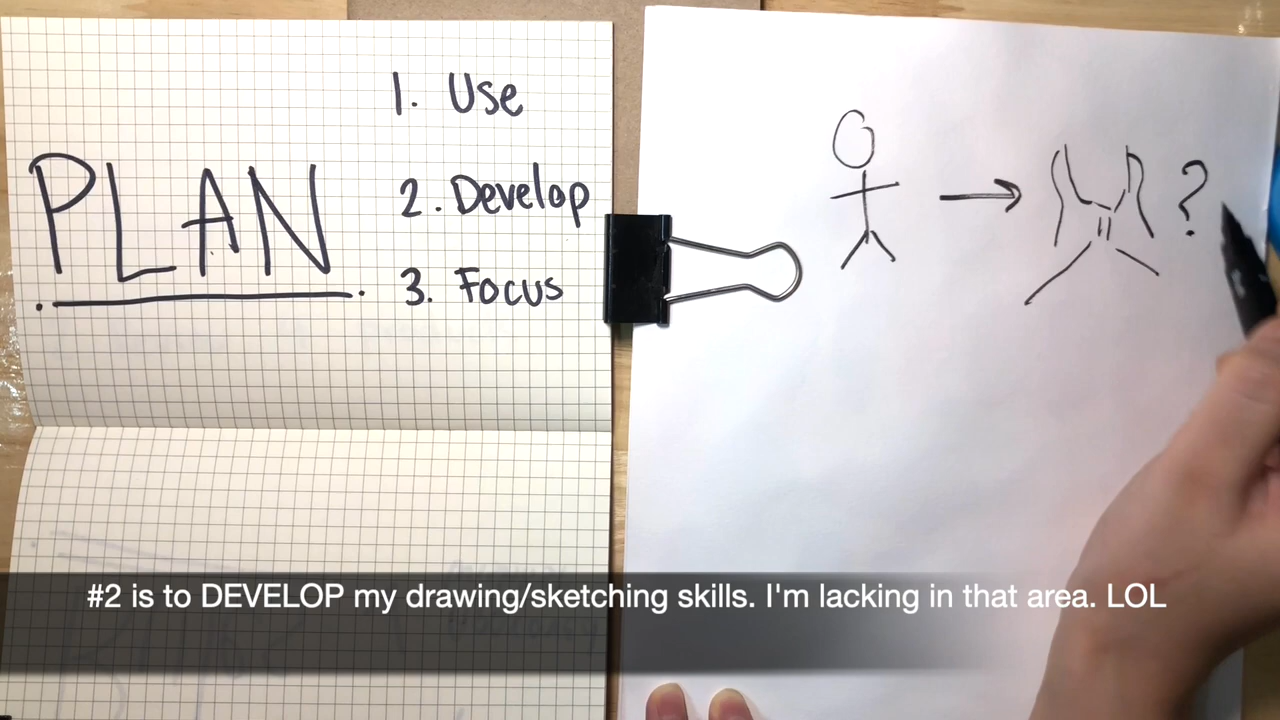 PLAN
1. Use
2. Develop
3. Focus
?
#2 is to DEVELOP my drawing/sketching skills. I'm lacking in that area. LOL